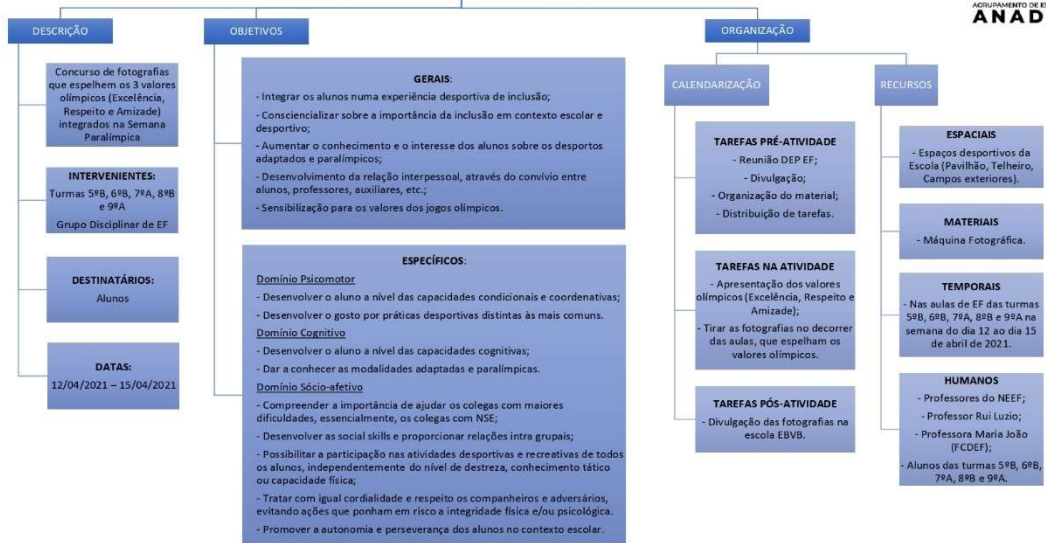 AGRUPAMENTO DE ES
ANAD
DESCRIÇÃO
Concurso de fotografias
que espelhem os 3 valores
olímpicos (Excelência,
Respeito e Amizade)
integrados na Semana
Paralímpica
INTERVENIENTES:
Turmas 5ºB, 6ºB, 7ºA, 8ºB
e 9ºA
Grupo Disciplinar de EF
DESTINATÁRIOS:
Alunos
DATAS:
12/04/2021 – 15/04/2021
OBJETIVOS
GERAIS:
- Integrar os alunos numa experiência desportiva de inclusão;
- Consciencializar sobre a importância da inclusão em contexto escolar e
desportivo;
- Aumentar o conhecimento e o interesse dos alunos sobre os desportos
adaptados e paralímpicos;
- Desenvolvimento da relação interpessoal, através do convívio entre
alunos, professores, auxiliares, etc.;
- Sensibilização para os valores dos jogos olímpicos.
ESPECÍFICOS:
Domínio Psicomotor
- Desenvolver o aluno a nível das capacidades condicionais e coordenativas;
- Desenvolver o gosto por práticas desportivas distintas às mais comuns.
Domínio Cognitivo
- Desenvolver o aluno a nível das capacidades cognitivas;
- Dar a conhecer as modalidades adaptadas e paralímpicas.
Domínio Sócio-afetivo
- Compreender a importância de ajudar os colegas com maiores
dificuldades, essencialmente, os colegas com NSE;
- Desenvolver as social skills e proporcionar relações intra grupais;
- Possibilitar a participação nas atividades desportivas e recreativas de todos
os alunos, independentemente do nível de destreza, conhecimento tático
ou capacidade física;
- Tratar com igual cordialidade e respeito os companheiros e adversários,
evitando ações que ponham em risco a integridade física e/ou psicológica.
- Promover a autonomia e perseverança dos alunos no contexto escolar.
ORGANIZAÇÃO
CALENDARIZAÇÃO
TAREFAS PRÉ-ATIVIDADE
- Reunião DEP EF;
- Divulgação;
- Organização do material;
- Distribuição de tarefas.
TAREFAS NA ATIVIDADE
- Apresentação dos valores
olímpicos (Excelência, Respeito e
Amizade);
- Tirar as fotografias no decorrer
das aulas, que espelham os
valores olímpicos.
TAREFAS PÓS-ATIVIDADE
- Divulgação das fotografias na
escola EBVB.
RECURSOS
ESPACIAIS
- Espaços desportivos da
Escola (Pavilhão, Telheiro,
Campos exteriores).
MATERIAIS
- Máquina Fotográfica.
TEMPORAIS
- Nas aulas de EF das turmas
5ºB, 6ºB, 7ºA, 8ºB e 9ºA na
semana do dia 12 ao dia 15
de abril de 2021.
HUMANOS
- Professores do NEEF;
- Professor Rui Luzio;
- Professora Maria João
(FCDEF);
- Alunos das turmas 5ºB, 6ºB,
7ºA, 8ºB e 9ºA.